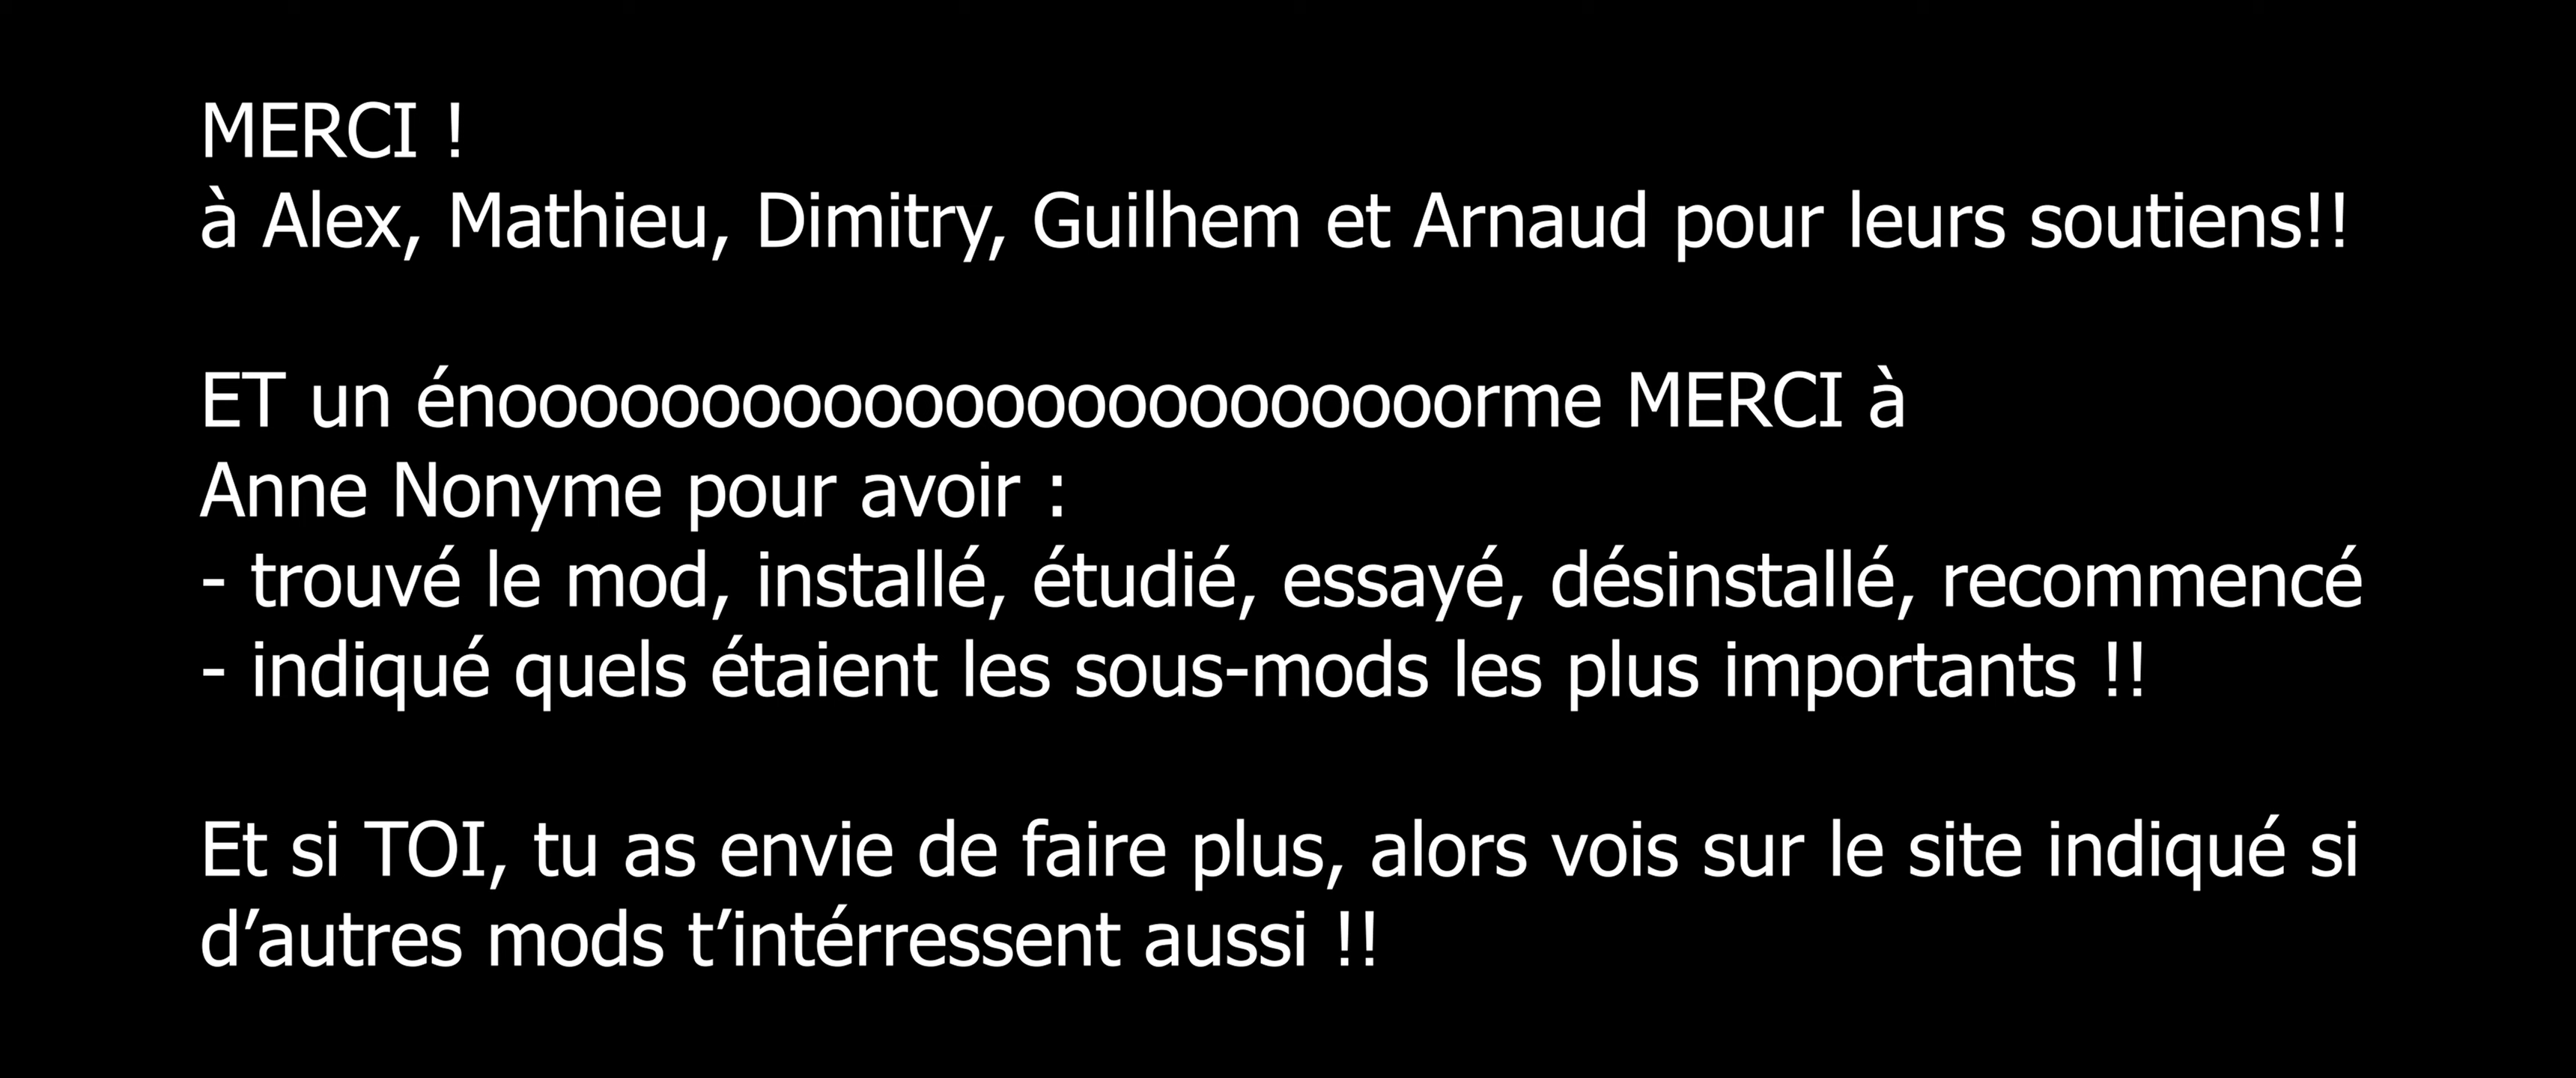 MERCI !
à Alex, Mathieu, Dimitry, Guilhem et Arnaud pour leurs soutiens!!
ET un énoooooooooooooooooooooooorme MERCI à
Anne Nonyme pour avoir :
- trouvé le mod, installé, étudié, essayé, désinstallé, recommencé
- indiqué quels étaient les sous-mods les plus importants !!
Et si TOI, tu as envie de faire plus, alors vois sur le site indiqué si
d’autres mods t’intérressent aussi !!